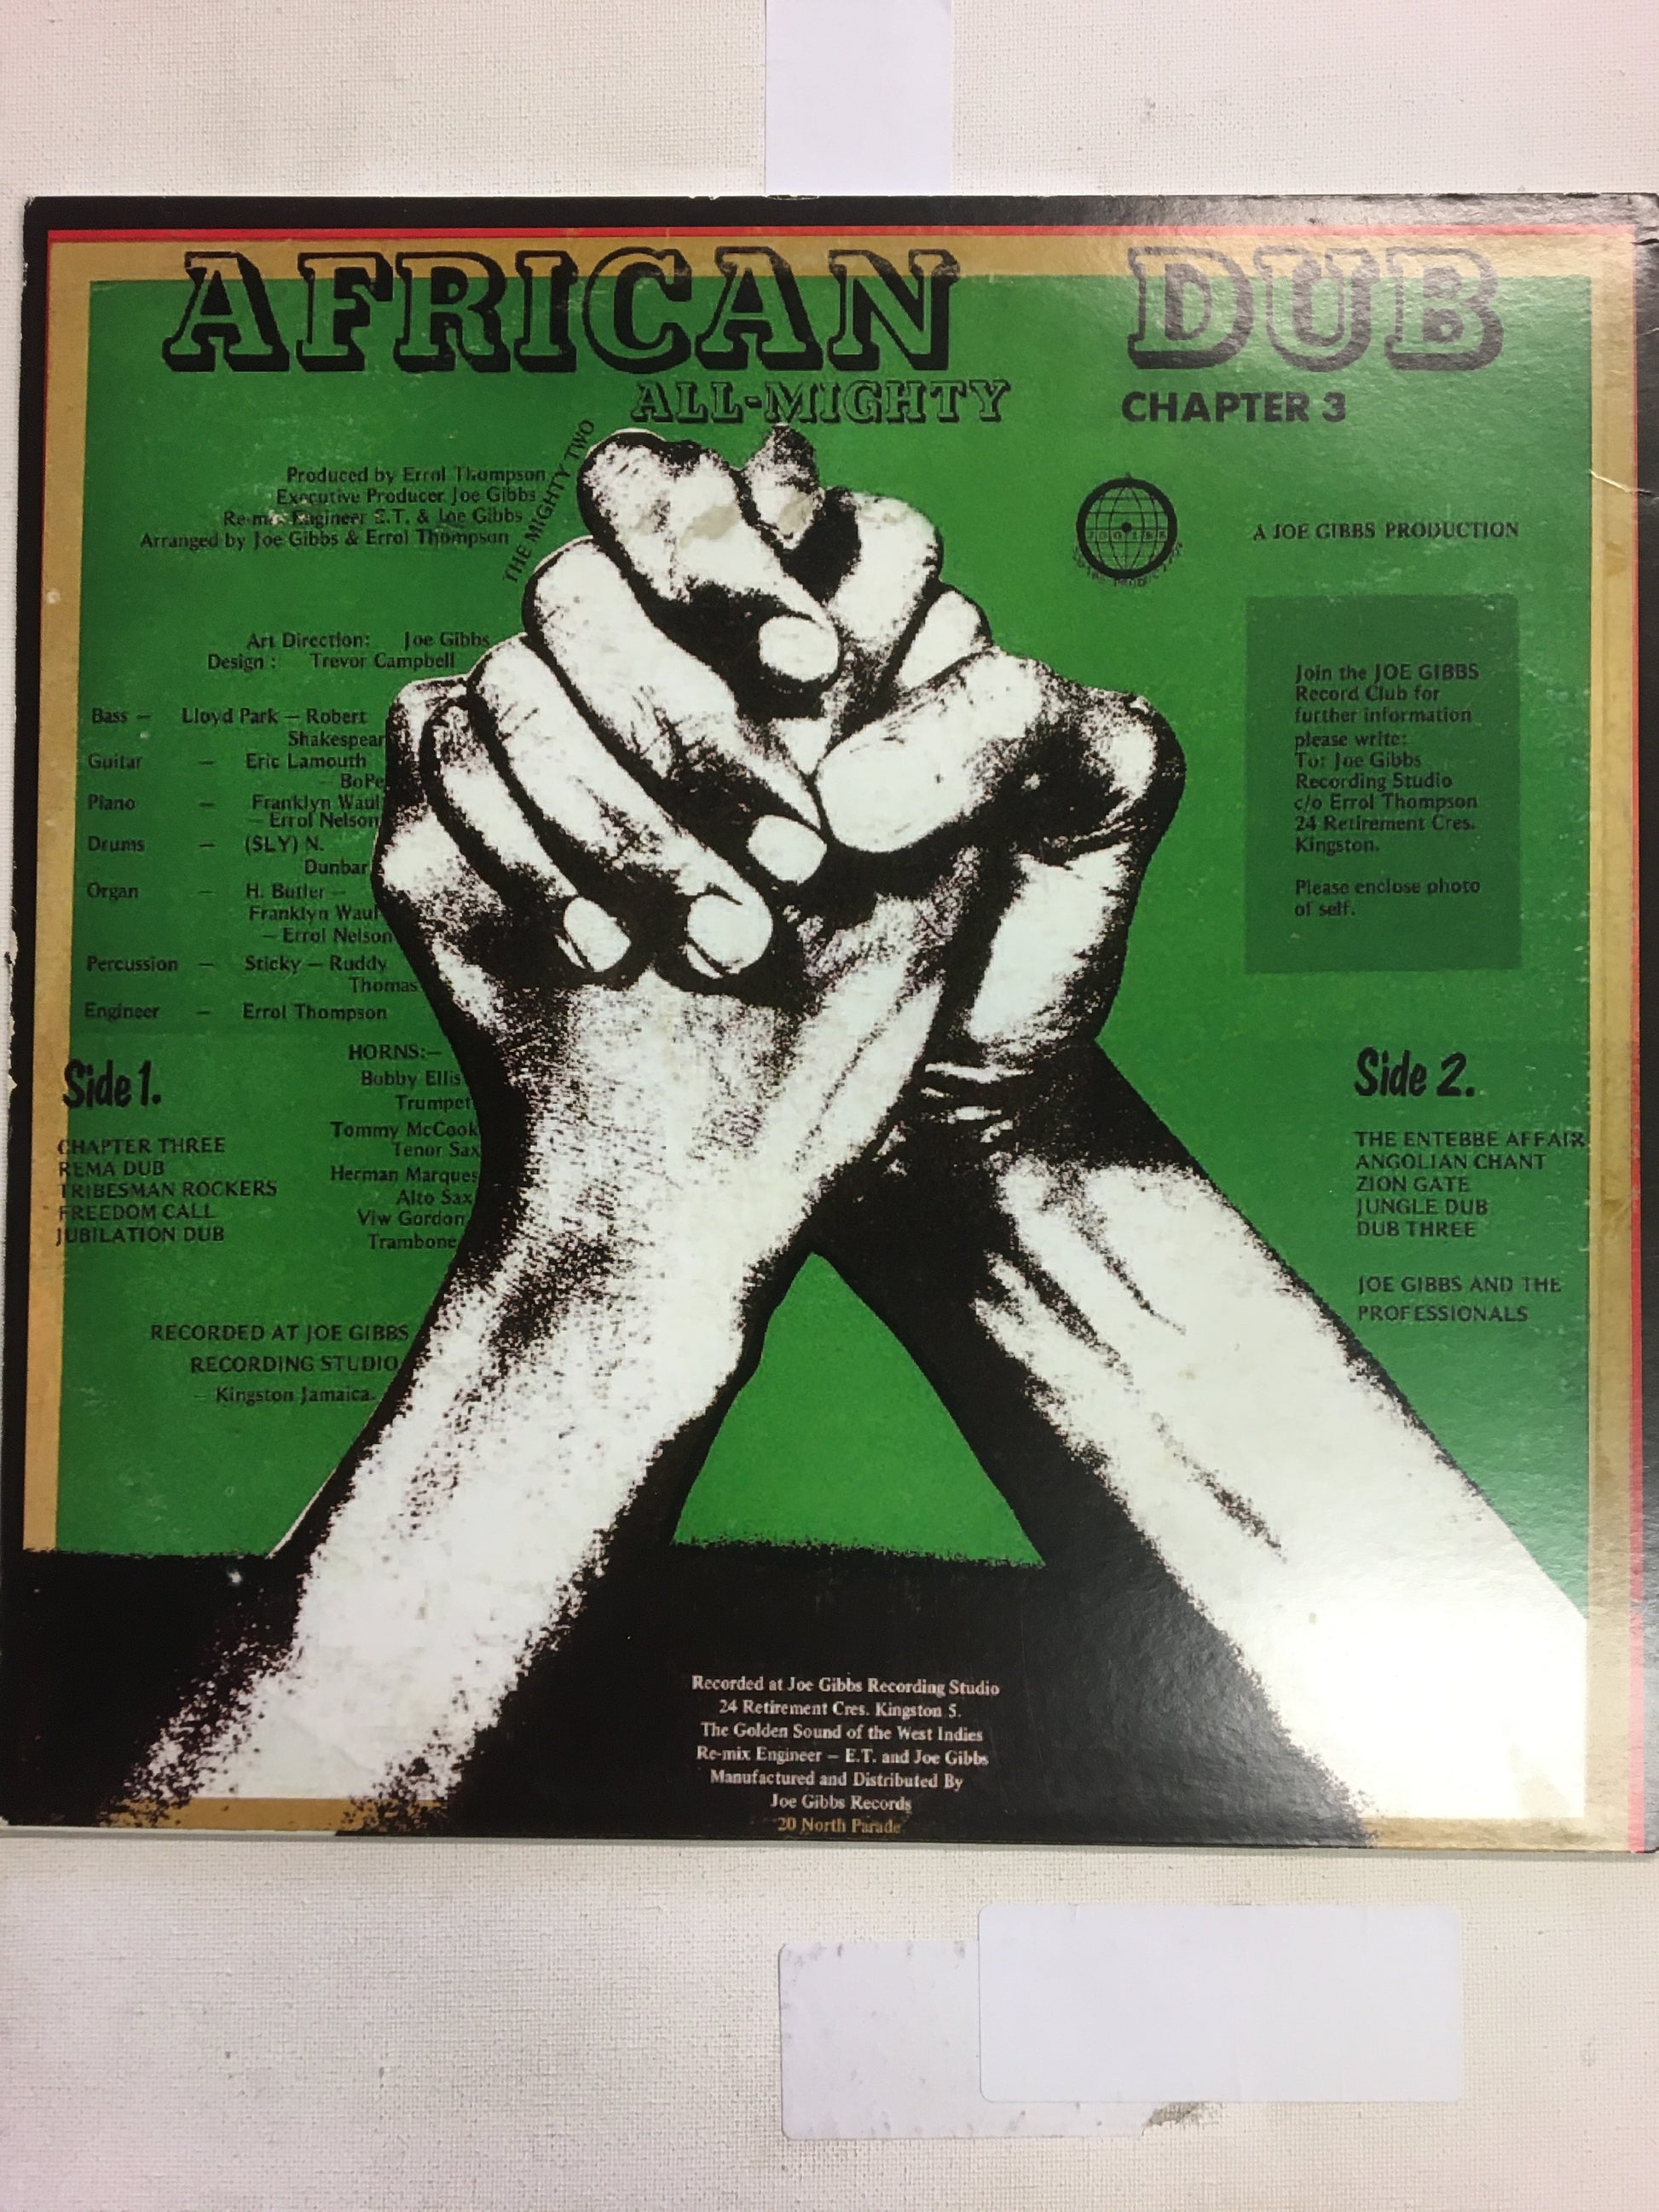 AFRICAN DUB
ALL-MIGHTY CHAPTER 3
THE MIGHTY TWO
Produced by Errol Thompson
Executive Producer Joe Gibbs
Re-mix Engineer E.T. & Joe Gibbs
Arranged by Joe Gibbs & Errol Thompson
Art Direction: Joe Gibbs
Design : Trevor Campbell
Bass – Lloyd Park – Robert
Shakespear
Guitar – Eric Lamouth
– BoPe
Piano – Franklyn Waul
– Errol Nelson
Drums – (SLY) N.
Dunbar
Organ – H. Butler –
Franklyn Waul
– Errol Nelson
Percussion – Sticky – Ruddy
Thomas
Engineer – Errol Thompson
HORNS:–
Bobby Ellis
Trumpet
Tommy McCook
Tenor Sax
Herman Marques
Alto Sax
Viw Gordon
Trambone
Side 1.
CHAPTER THREE
REMA DUB
TRIBESMAN ROCKERS
FREEDOM CALL
JUBILATION DUB
RECORDED AT JOE GIBBS
RECORDING STUDIO
– Kingston Jamaica.
A JOE GIBBS PRODUCTION
Join the JOE GIBBS
Record Club for
further information
please write:
To: Joe Gibbs
Recording Studio
c/o Errol Thompson
24 Retirement Cres.
Kingston.
Please enclose photo
of self.
Side 2.
THE ENTEBBE AFFAIR
ANGOLIAN CHANT
ZION GATE
JUNGLE DUB
DUB THREE
JOE GIBBS AND THE
PROFESSIONALS
Recorded at Joe Gibbs Recording Studio
24 Retirement Cres. Kingston 5.
The Golden Sound of the West Indies
Re-mix Engineer – E.T. and Joe Gibbs
Manufactured and Distributed By
Joe Gibbs Records
20 North Parade